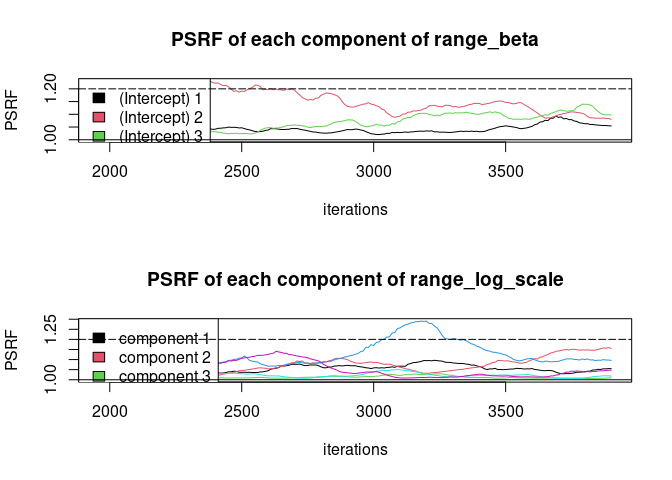 PSRF of each component of range_beta
PSRF
1.00
1.20
(Intercept) 1
(Intercept) 2
(Intercept) 3
2000
2500
3000
3500
iterations
PSRF of each component of range_log_scale
PSRF
1.00
1.25
component 1
component 2
component 3
2000
2500
3000
3500
iterations